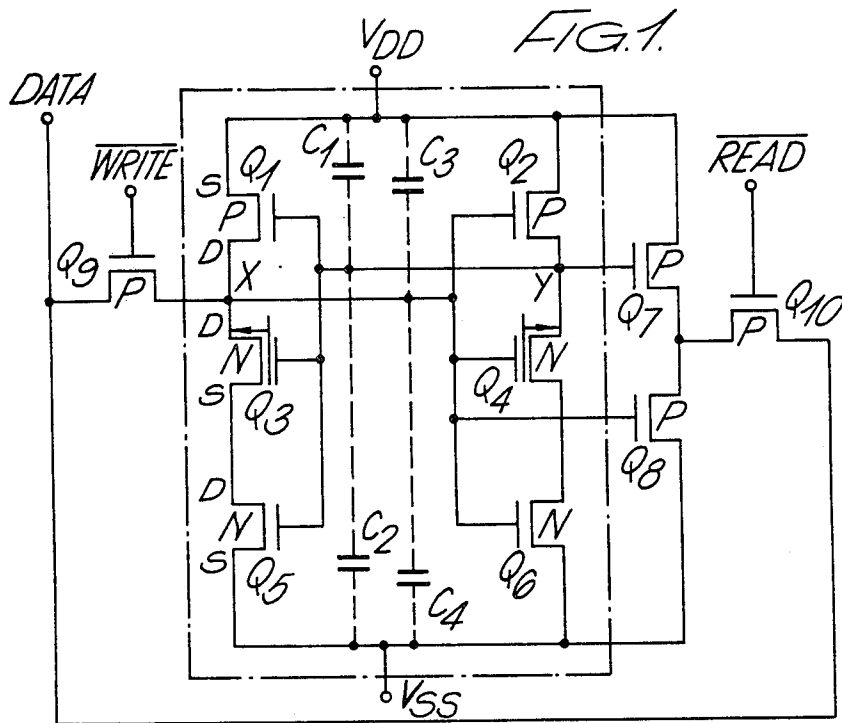 FIG.1.
V_DD
DATA
WRITE
READ
C1
C3
Q1
Q2
S
P
D
P
Q9
P
X
Y
P
Q7
Q10
P
D
N
S
Q3
N
Q4
P
Q8
D
N
S
Q5
C2
C4
N
Q6
V_SS